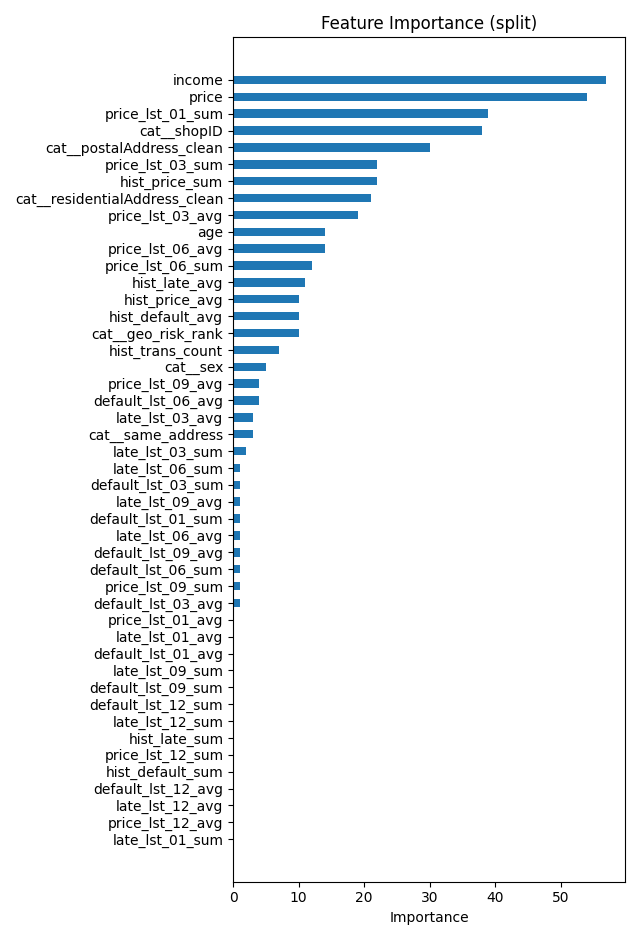 Feature Importance (split)
income
price
price_lst_01_sum
cat__shopID
cat__postalAddress_clean
price_lst_03_sum
hist_price_sum
cat__residentialAddress_clean
price_lst_03_avg
age
price_lst_06_avg
price_lst_06_sum
hist_late_avg
hist_price_avg
hist_default_avg
cat__geo_risk_rank
hist_trans_count
cat__sex
price_lst_09_avg
default_lst_06_avg
late_lst_03_avg
cat__same_address
late_lst_03_sum
late_lst_06_sum
default_lst_03_sum
late_lst_09_avg
default_lst_01_sum
late_lst_06_avg
default_lst_09_avg
default_lst_06_sum
price_lst_09_sum
default_lst_03_avg
price_lst_01_avg
late_lst_01_avg
default_lst_01_avg
late_lst_09_sum
default_lst_09_sum
default_lst_12_sum
late_lst_12_sum
hist_late_sum
price_lst_12_sum
hist_default_sum
default_lst_12_avg
late_lst_12_avg
price_lst_12_avg
late_lst_01_sum
0 10 20 30 40 50
Importance